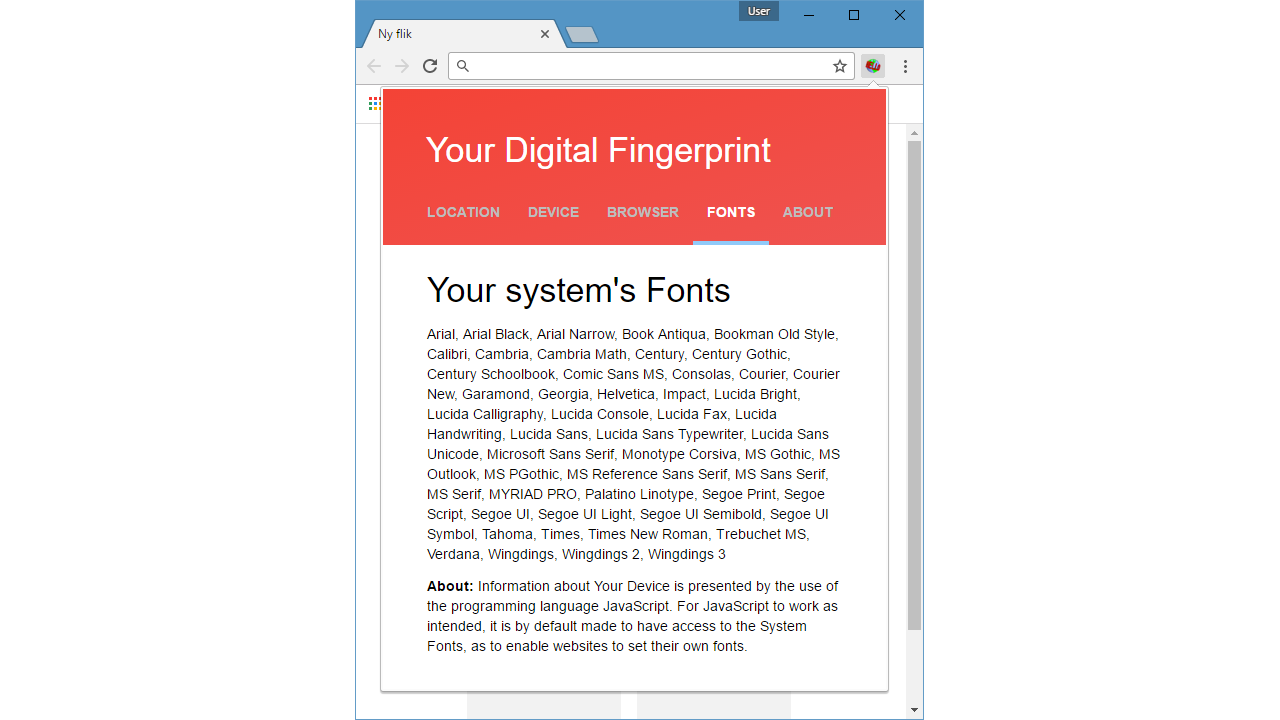 User
Ny flik
Your Digital Fingerprint
LOCATION DEVICE BROWSER FONTS ABOUT
Your system's Fonts
Arial, Arial Black, Arial Narrow, Book Antiqua, Bookman Old Style,
Calibri, Cambria, Cambria Math, Century, Century Gothic,
Century Schoolbook, Comic Sans MS, Consolas, Courier, Courier
New, Garamond, Georgia, Helvetica, Impact, Lucida Bright,
Lucida Calligraphy, Lucida Console, Lucida Fax, Lucida
Handwriting, Lucida Sans, Lucida Sans Typewriter, Lucida Sans
Unicode, Microsoft Sans Serif, Monotype Corsiva, MS Gothic, MS
Outlook, MS PGothic, MS Reference Sans Serif, MS Sans Serif,
MS Serif, MYRIAD PRO, Palatino Linotype, Segoe Print, Segoe
Script, Segoe UI, Segoe UI Light, Segoe UI Semibold, Segoe UI
Symbol, Tahoma, Times, Times New Roman, Trebuchet MS,
Verdana, Wingdings, Wingdings 2, Wingdings 3
About: Information about Your Device is presented by the use of
the programming language JavaScript. For JavaScript to work as
intended, it is by default made to have access to the System
Fonts, as to enable websites to set their own fonts.